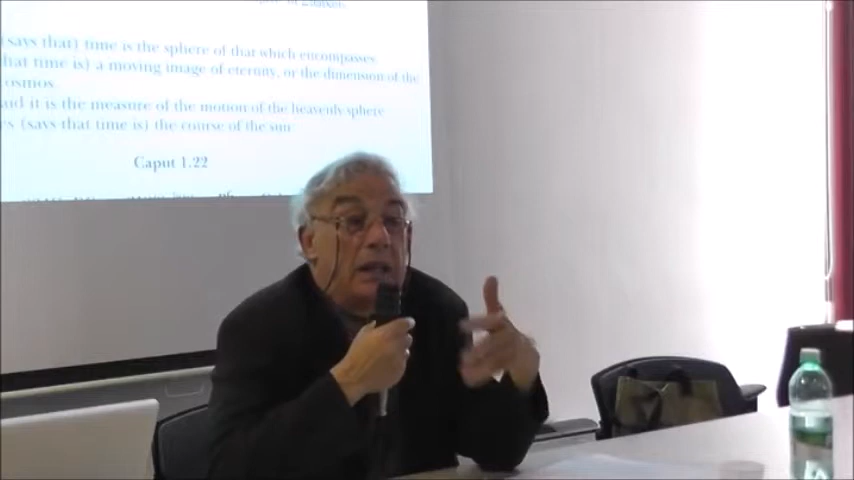 (says that) time is the sphere of that which encompasses.
that time is) a moving image of eternity, or the dimension of the
osmos.
aid it is the measure of the motion of the heavenly sphere
es (says that time is) the course of the sun
Caput 1.22